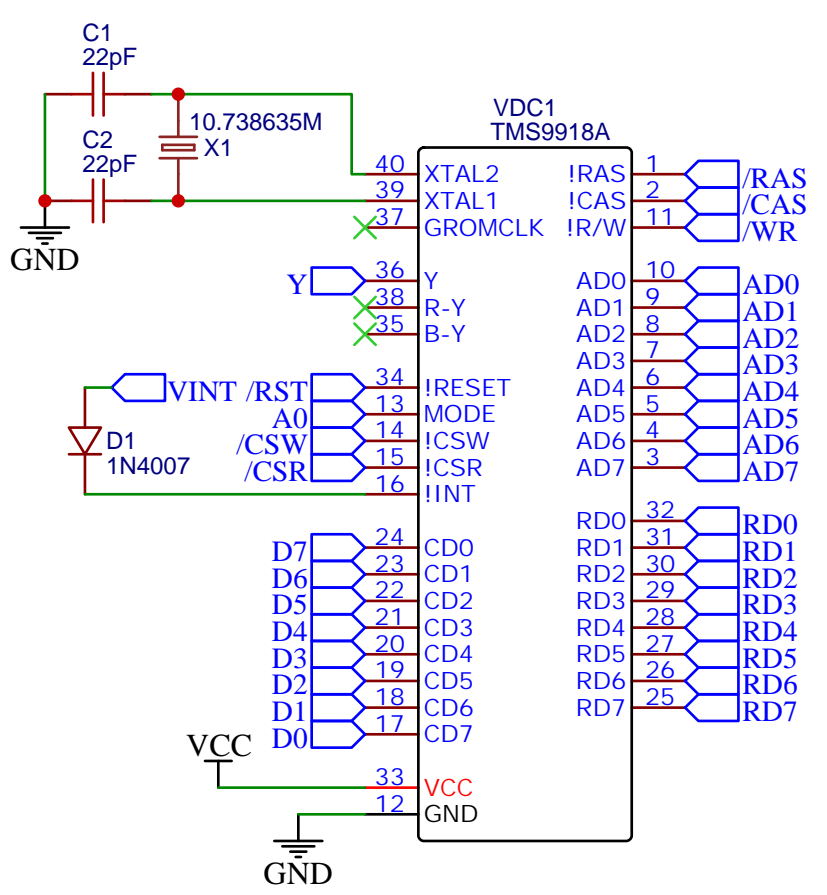 C1
22pF
C2
22pF
10.738635M
X1
GND
VDC1
TMS9918A
40 XTAL2
39 XTAL1
37 GROMCLK
Y 36 Y
38 R-Y
35 B-Y
VINT /RST 34 !RESET
A0 13 MODE
/CSW 14 !CSW
/CSR 15 !CSR
16 !INT
D1
1N4007
D7 24 CD0
D6 23 CD1
D5 22 CD2
D4 21 CD3
D3 20 CD4
D2 19 CD5
D1 18 CD6
D0 17 CD7
VCC 33 VCC
12 GND
GND
!RAS 1 /RAS
!CAS 2 /CAS
!R/W 11 /WR
AD0 10 AD0
AD1 9 AD1
AD2 8 AD2
AD3 7 AD3
AD4 6 AD4
AD5 5 AD5
AD6 4 AD6
AD7 3 AD7
RD0 32 RD0
RD1 31 RD1
RD2 30 RD2
RD3 29 RD3
RD4 28 RD4
RD5 27 RD5
RD6 26 RD6
RD7 25 RD7